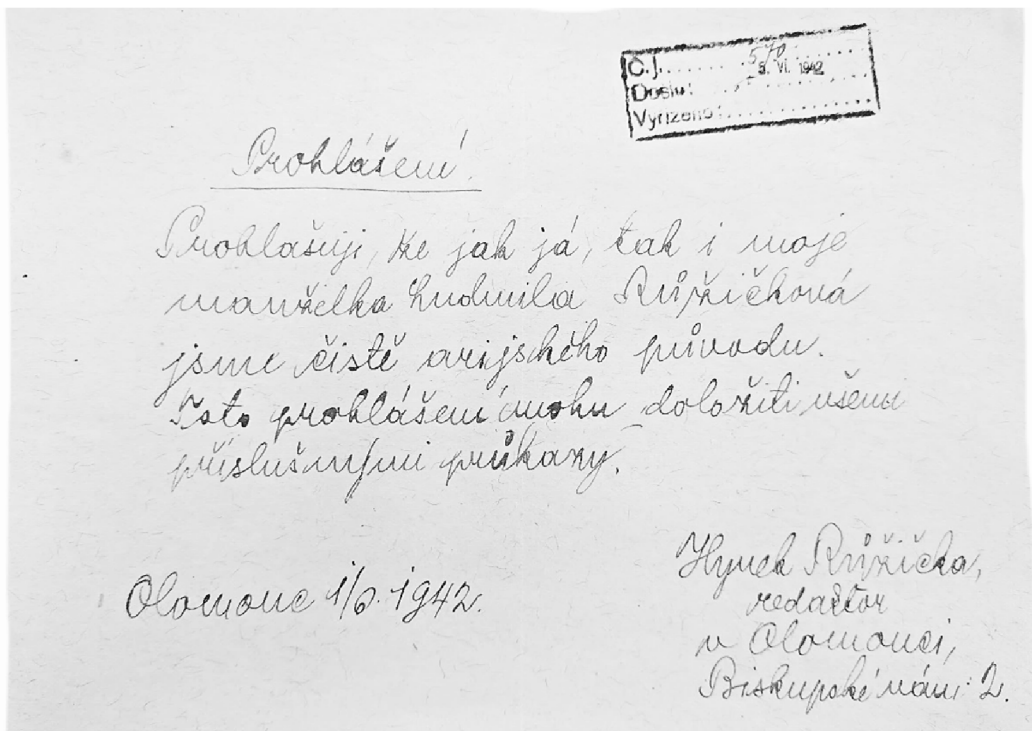 Č.j. 570
Došlo: 5. VI. 1942
Vyřízeno:
Prohlášení.
Prohlašuji, že jak já, tak i moje
manželka Ludmila Růžičková
jsme čistě arijského původu.
Toto prohlášení mohu doložiti všemi
příslušnými průkazy.
Olomouc 1/6. 1942.
Hynek Růžička,
redaktor
v Olomouci,
Biskupské nám. 2.